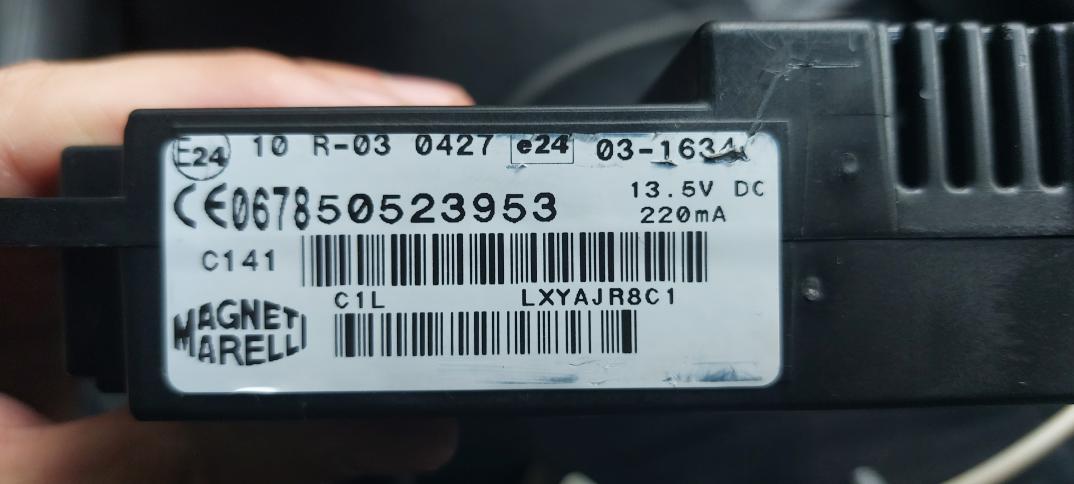 E24 10 R-03 0427 e24 03-1634
CE0678 50523953 13.5V DC
220mA
C141
C1L LXYAJR8C1
MAGNETI
MARELLI